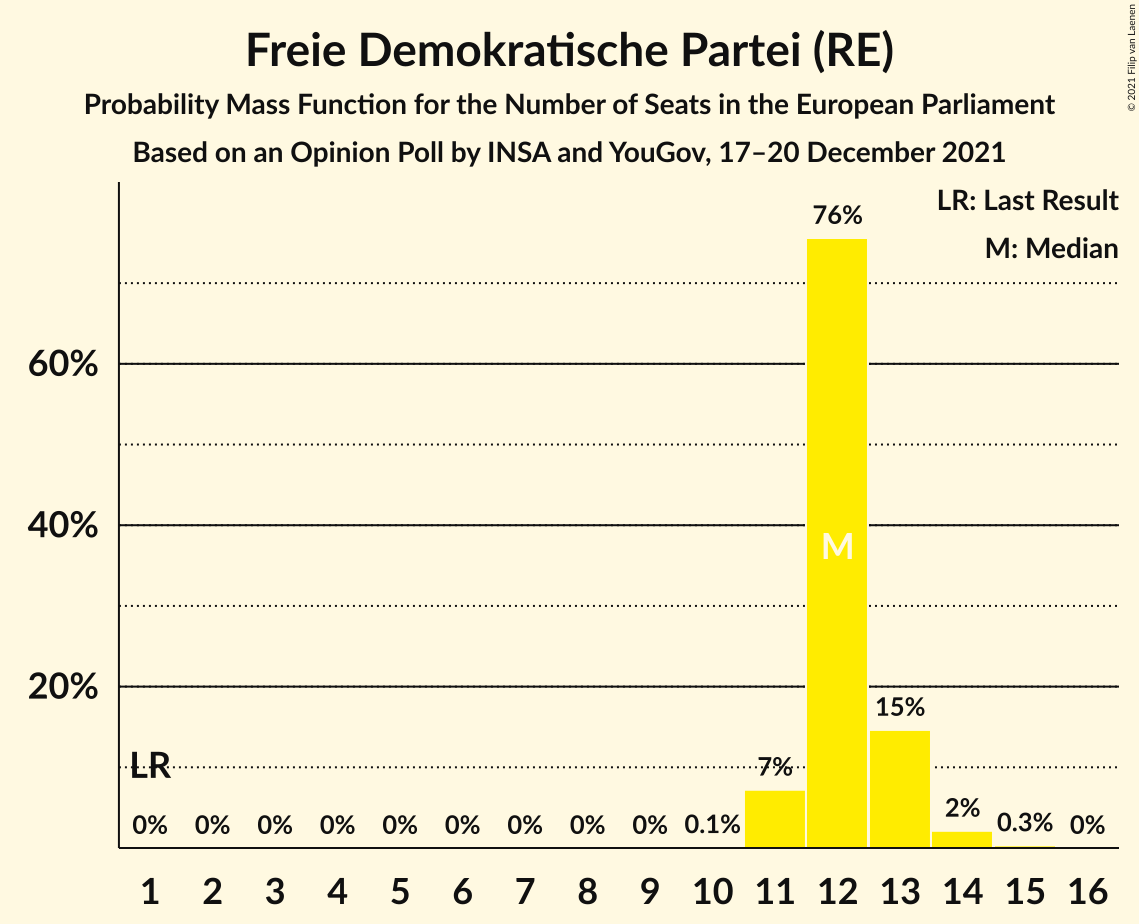 Freie Demokratische Partei (RE)
Probability Mass Function for the Number of Seats in the European Parliament
Based on an Opinion Poll by INSA and YouGov, 17–20 December 2021
© 2021 Filip van Laenen
LR: Last Result
M: Median
76%
60%
40%
M
20%
15%
LR
7%
0% 0% 0% 0% 0% 0% 0% 0% 0% 0.1% 2% 0.3% 0%
1 2 3 4 5 6 7 8 9 10 11 12 13 14 15 16